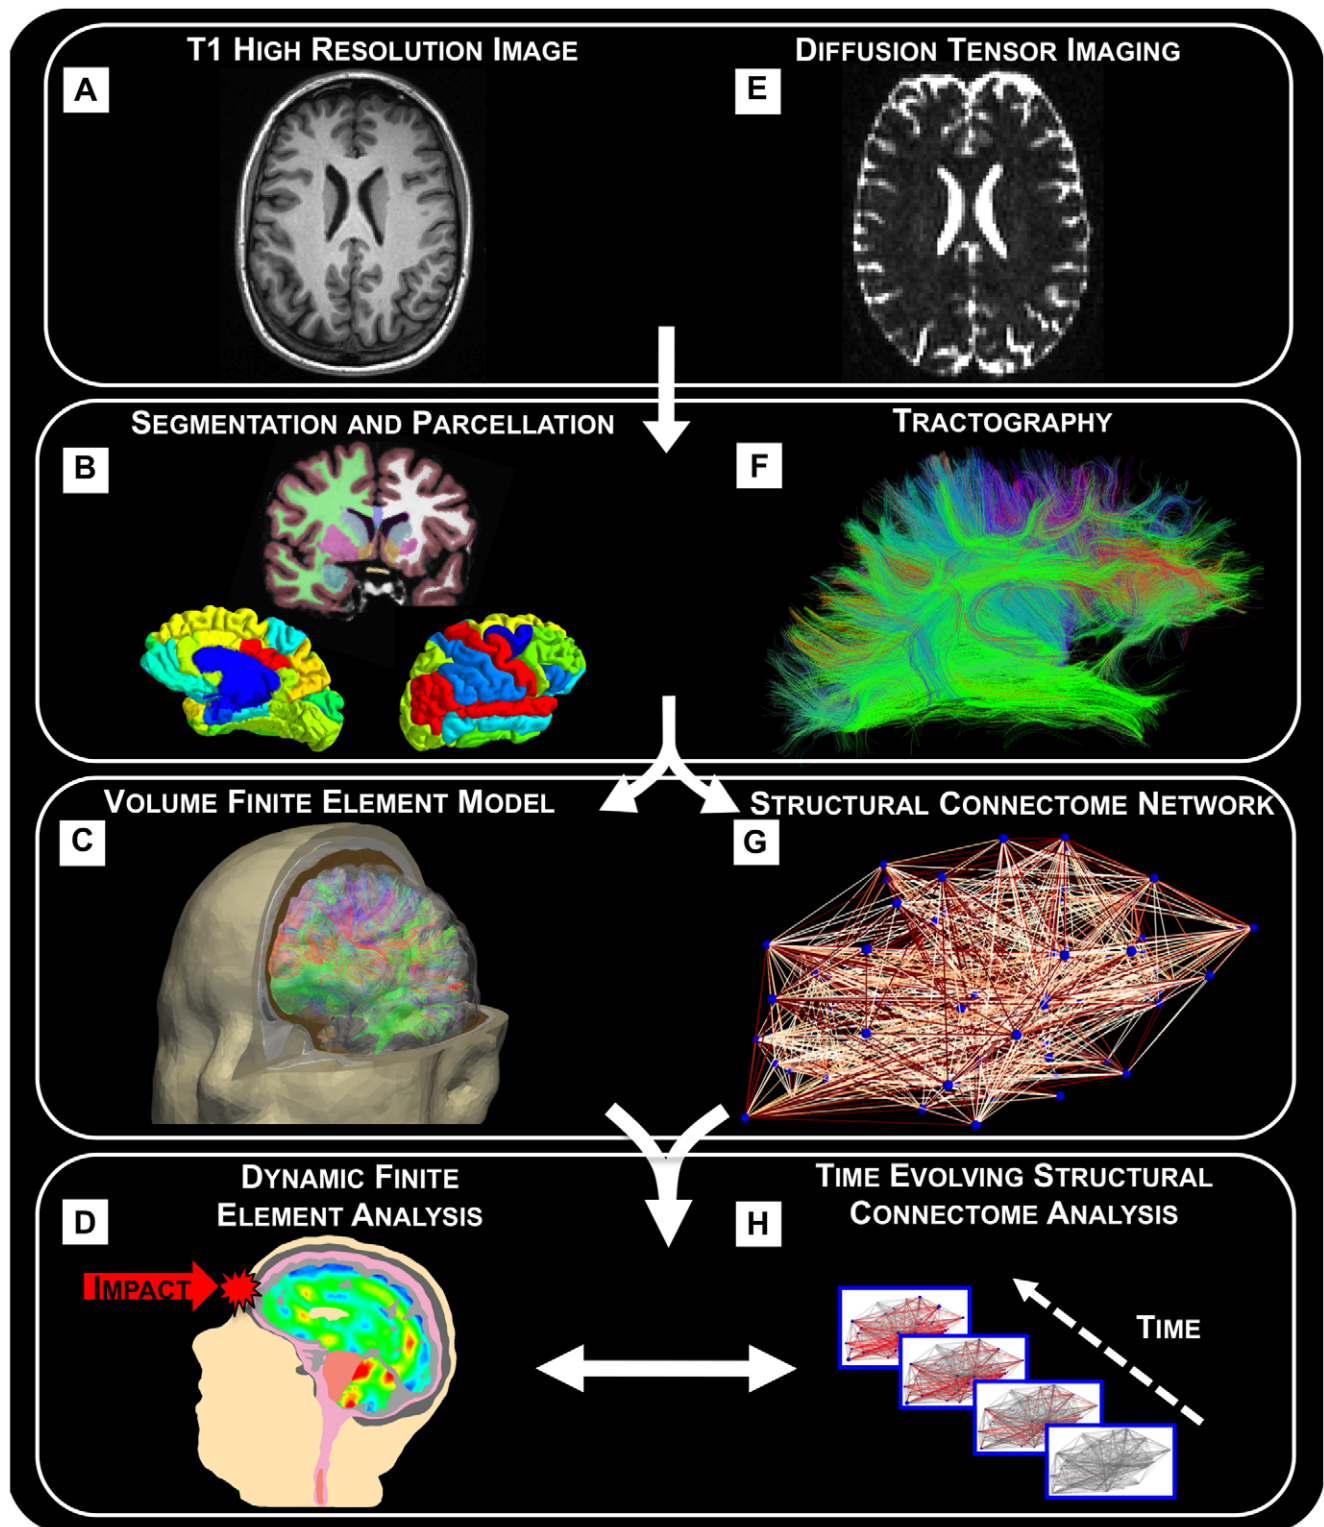 T1 HIGH RESOLUTION IMAGE
A
DIFFUSION TENSOR IMAGING
E
SEGMENTATION AND PARCELLATION
B
TRACTOGRAPHY
F
VOLUME FINITE ELEMENT MODEL
C
STRUCTURAL CONNECTOME NETWORK
G
DYNAMIC FINITE
ELEMENT ANALYSIS
D
IMPACT
TIME EVOLVING STRUCTURAL
CONNECTOME ANALYSIS
H
TIME